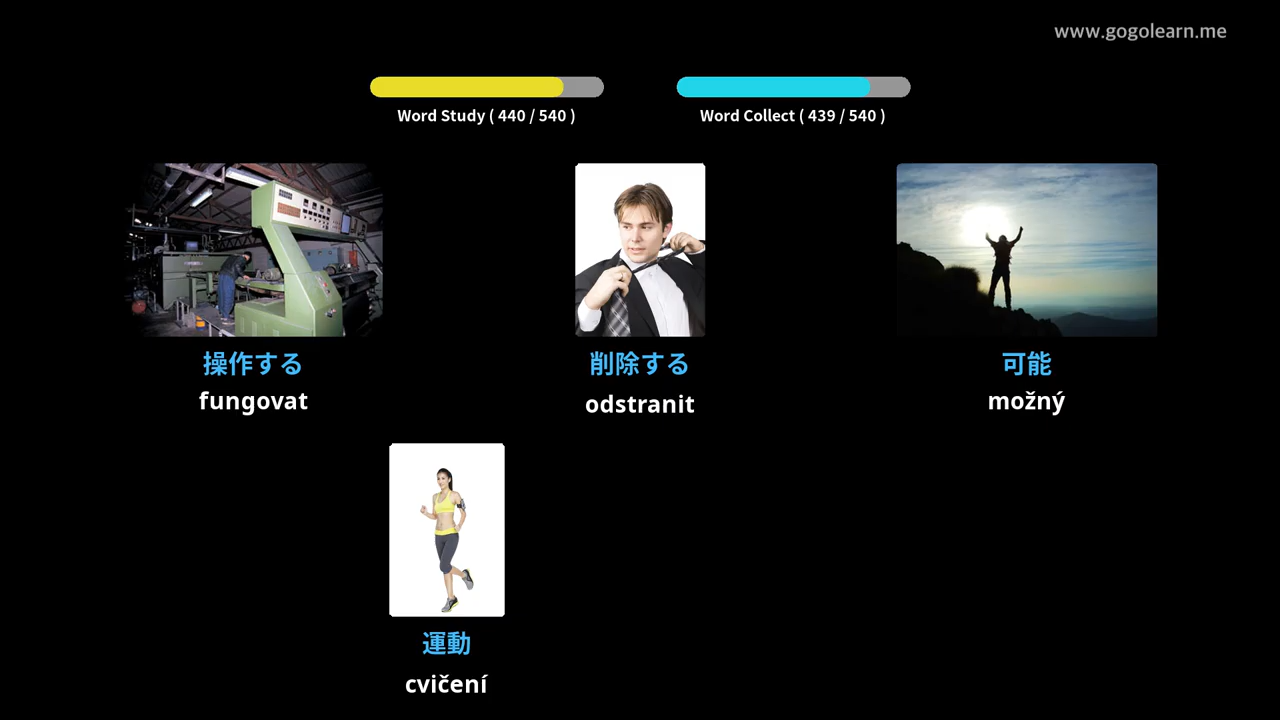 www.gogolearn.me
Word Study ( 440 / 540 )
Word Collect ( 439 / 540 )
操作する
fungovat
削除する
odstranit
可能
možný
運動
cvičení